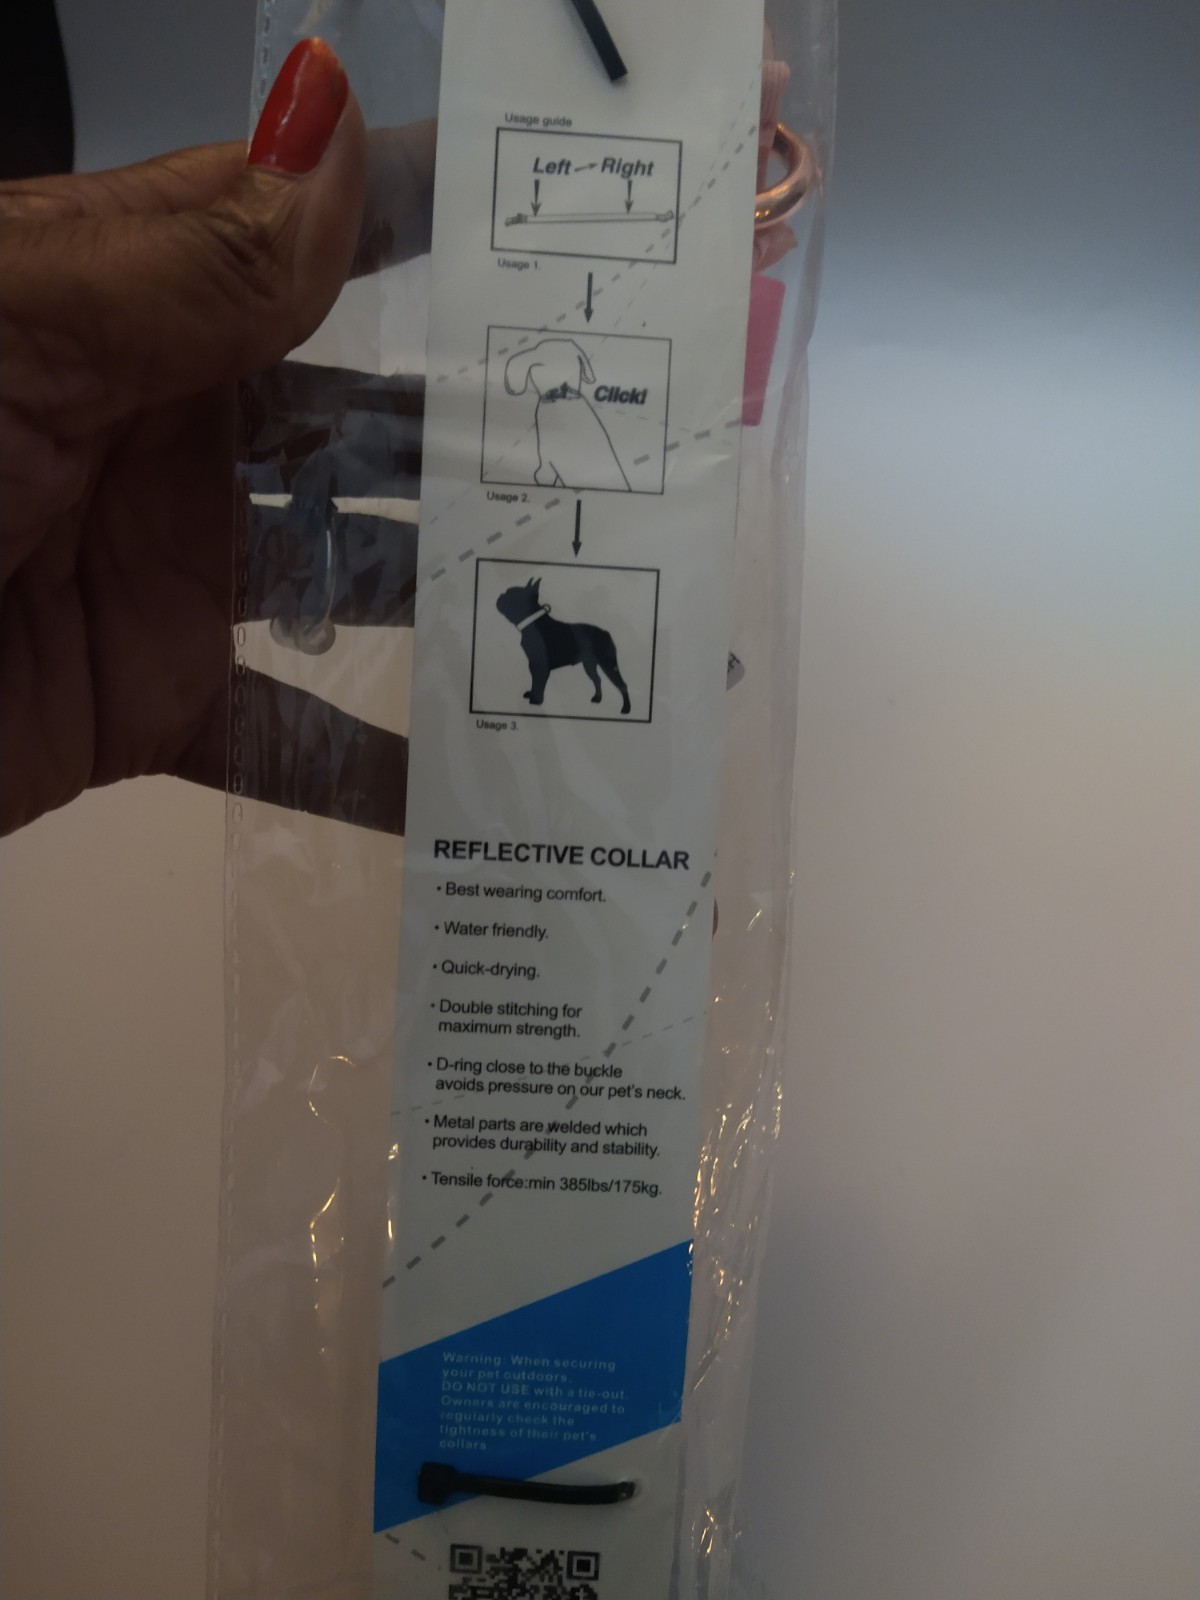 Usage guide
Left → Right
Usage 1.
Click!
Usage 2.
Usage 3.
REFLECTIVE COLLAR
• Best wearing comfort.
• Water friendly.
• Quick-drying.
• Double stitching for
maximum strength.
• D-ring close to the buckle
avoids pressure on our pet's neck.
• Metal parts are welded which
provides durability and stability.
• Tensile force:min 385lbs/175kg.
Warning: When securing
your pet outdoors.
DO NOT USE with a tie-out.
Owners are encouraged to
regularly check the
tightness of their pet's
collars.